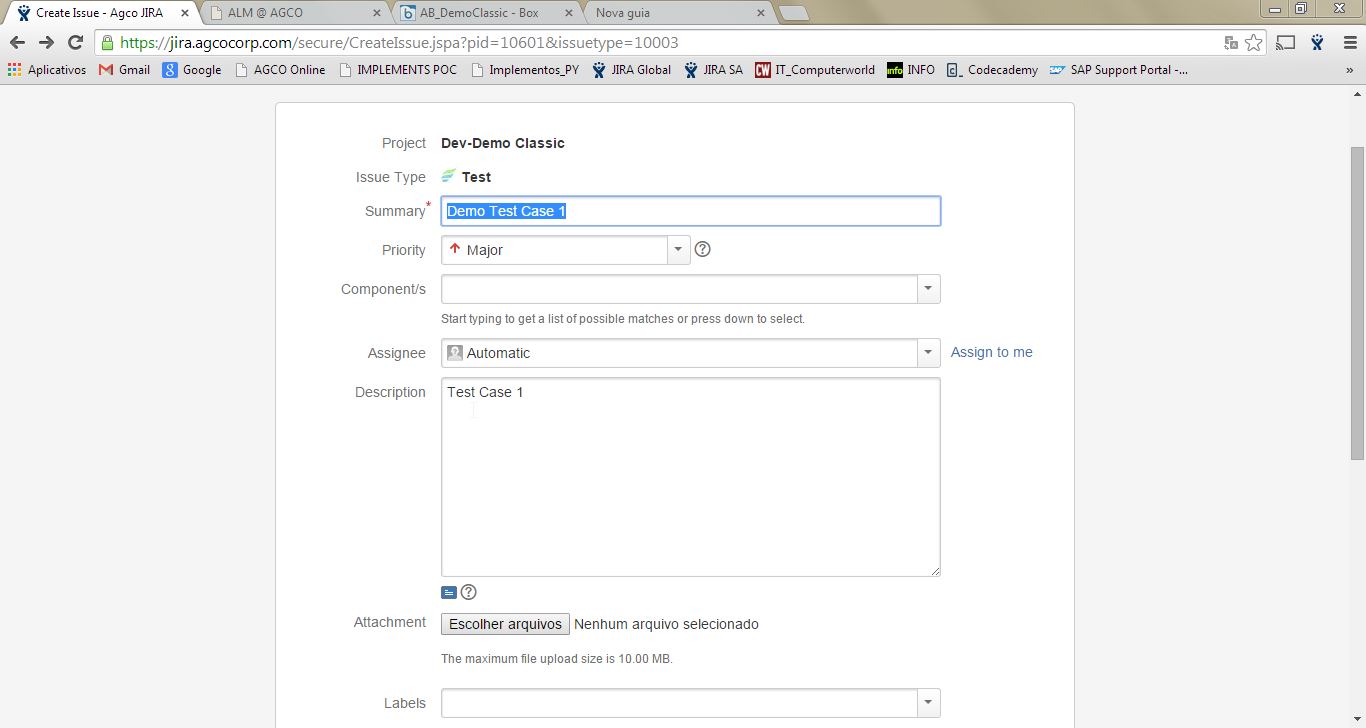 Create Issue - Agco JIRA
ALM @ AGCO
AB_DemoClassic - Box
Nova guia
https://jira.agcocorp.com/secure/CreateIssue.jspa?pid=10601&issuetype=10003
Aplicativos Gmail Google AGCO Online IMPLEMENTS POC Implementos_PY JIRA Global JIRA SA CW IT_Computerworld info INFO Codecademy SAP Support Portal -... »
Project Dev-Demo Classic
Issue Type Test
Summary* Demo Test Case 1
Priority Major
Component/s
Start typing to get a list of possible matches or press down to select.
Assignee Automatic Assign to me
Description Test Case 1
Attachment Escolher arquivos Nenhum arquivo selecionado
The maximum file upload size is 10.00 MB.
Labels